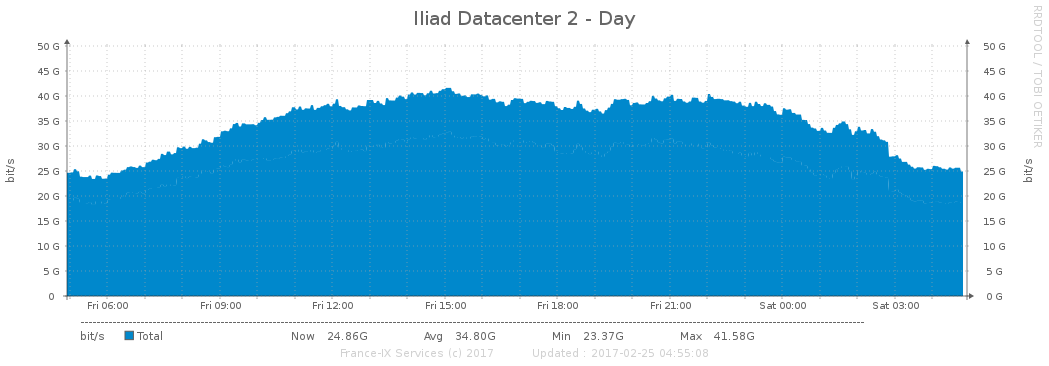 Iliad Datacenter 2 - Day
RRDTOOL / TOBI OETIKER
50 G 50 G
45 G 45 G
40 G 40 G
35 G 35 G
30 G 30 G
25 G 25 G
20 G 20 G
15 G 15 G
10 G 10 G
5 G 5 G
0 0 G
bit/s bit/s
Fri 06:00 Fri 09:00 Fri 12:00 Fri 15:00 Fri 18:00 Fri 21:00 Sat 00:00 Sat 03:00
bit/s Total Now 24.86G Avg 34.80G Min 23.37G Max 41.58G
France-IX Services (c) 2017 Updated : 2017-02-25 04:55:08